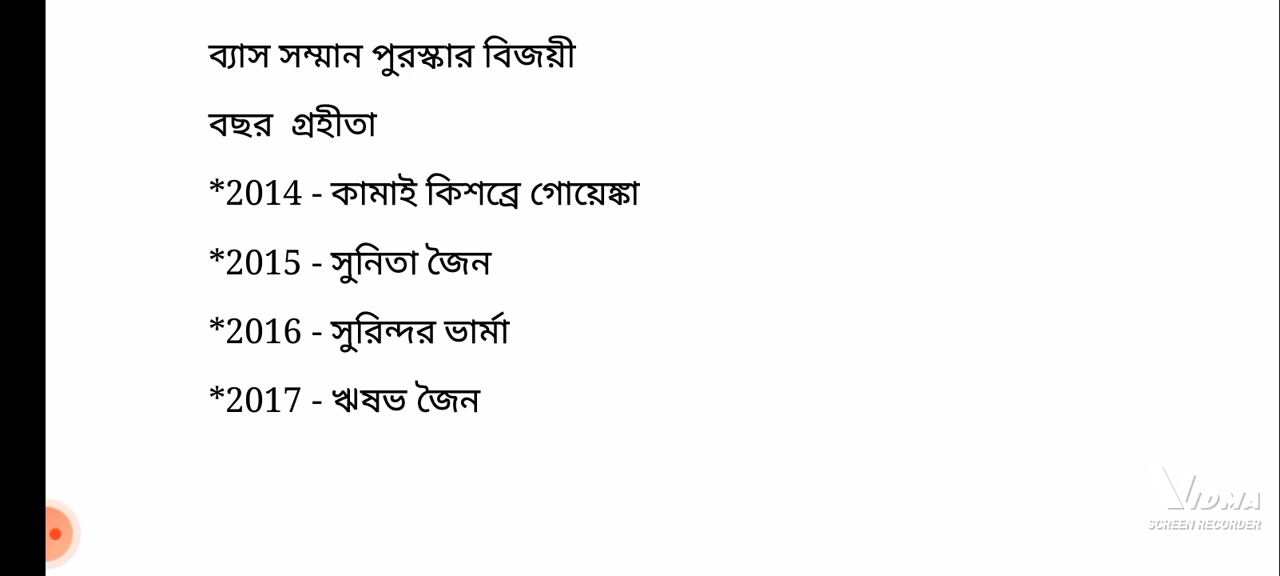 ব্যাস সম্মান পুরস্কার বিজয়ী
বছর গ্রহীতা
*2014 - কামাই কিশব্রে গোয়েঙ্কা
*2015 - সুনিতা জৈন
*2016 - সুরিন্দর ভার্মা
*2017 - ঋষভ জৈন
VIDMA
SCREEN RECORDER